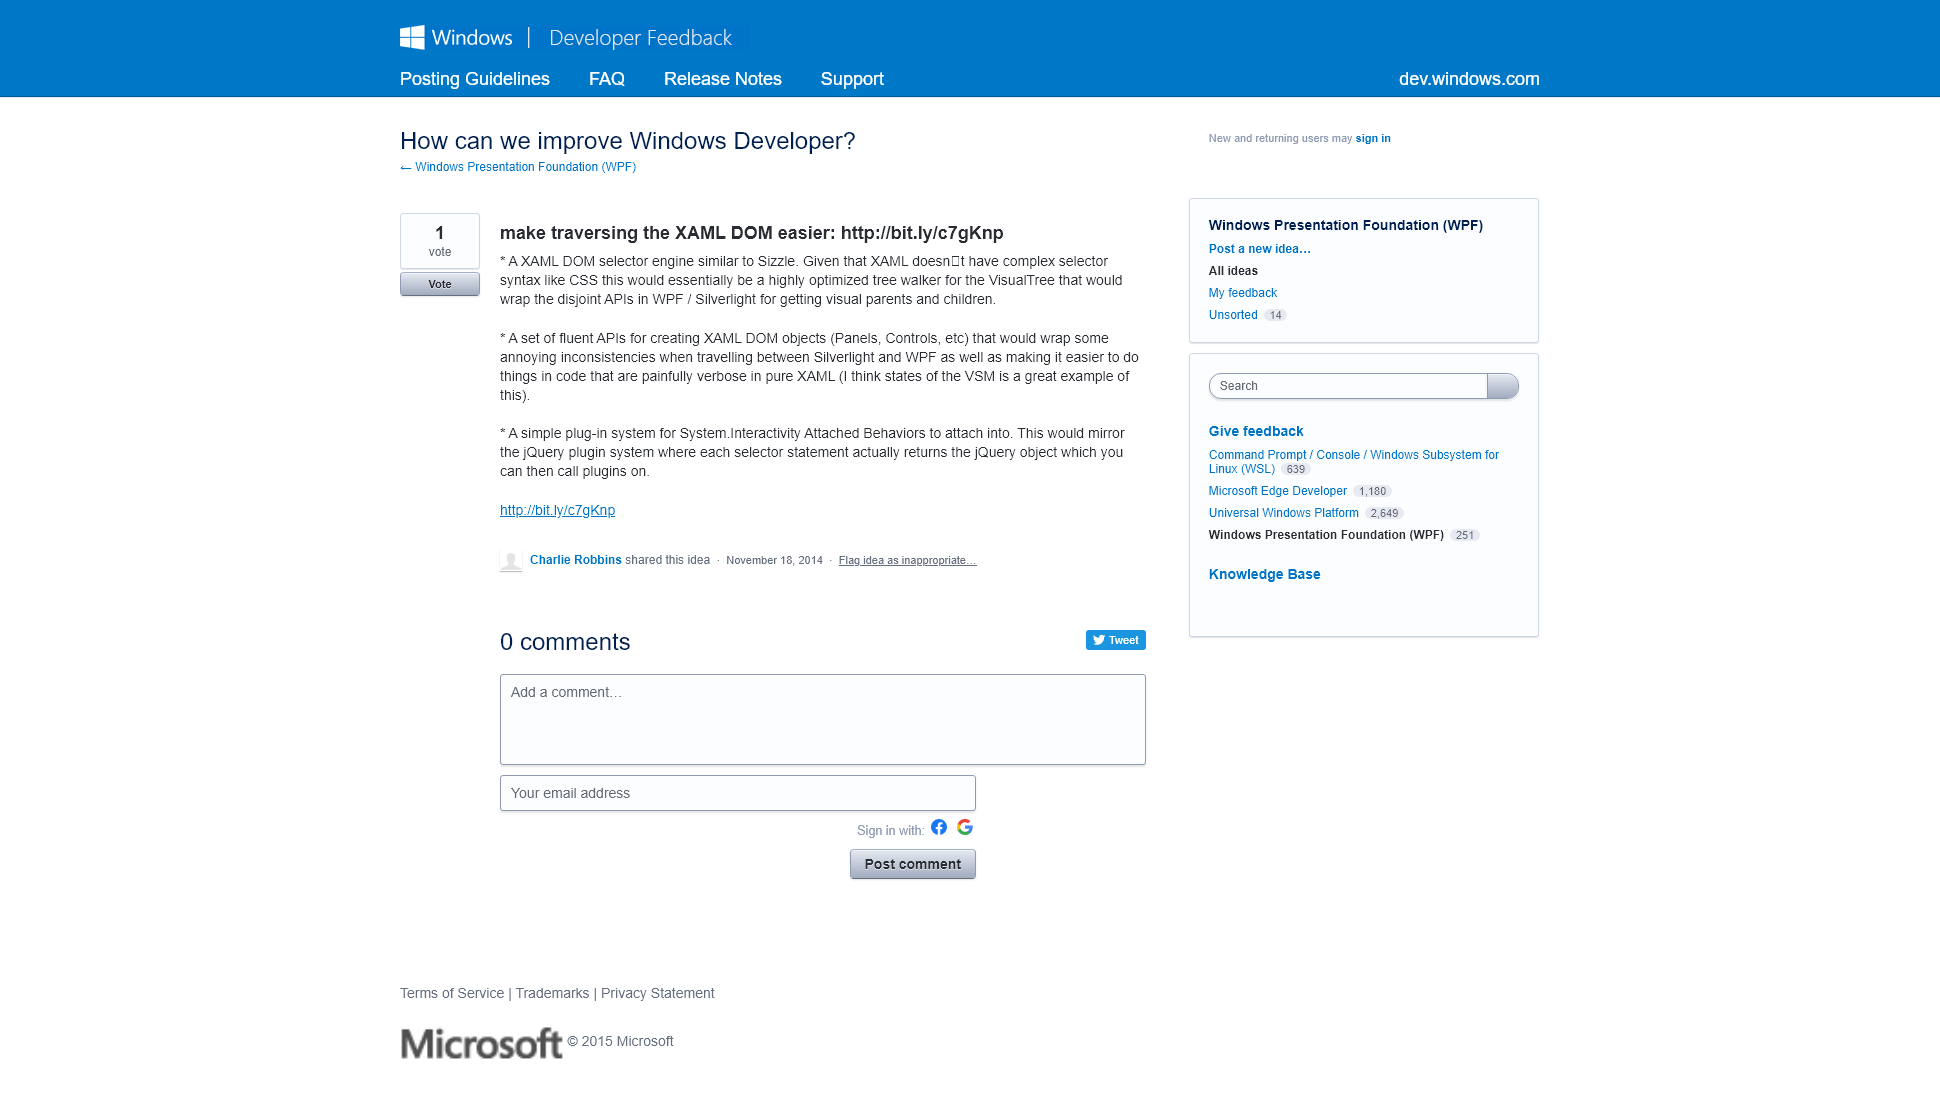 Windows | Developer Feedback
Posting Guidelines FAQ Release Notes Support dev.windows.com
How can we improve Windows Developer?
← Windows Presentation Foundation (WPF)
New and returning users may sign in
1
vote
Vote
make traversing the XAML DOM easier: http://bit.ly/c7gKnp
* A XAML DOM selector engine similar to Sizzle. Given that XAML doesn□t have complex selector
syntax like CSS this would essentially be a highly optimized tree walker for the VisualTree that would
wrap the disjoint APIs in WPF / Silverlight for getting visual parents and children.
* A set of fluent APIs for creating XAML DOM objects (Panels, Controls, etc) that would wrap some
annoying inconsistencies when travelling between Silverlight and WPF as well as making it easier to do
things in code that are painfully verbose in pure XAML (I think states of the VSM is a great example of
this).
* A simple plug-in system for System.Interactivity Attached Behaviors to attach into. This would mirror
the jQuery plugin system where each selector statement actually returns the jQuery object which you
can then call plugins on.
http://bit.ly/c7gKnp
Charlie Robbins shared this idea · November 18, 2014 · Flag idea as inappropriate…
0 comments
Tweet
Add a comment…
Your email address
Sign in with:
Post comment
Windows Presentation Foundation (WPF)
Post a new idea…
All ideas
My feedback
Unsorted 14
Search
Give feedback
Command Prompt / Console / Windows Subsystem for
Linux (WSL) 639
Microsoft Edge Developer 1,180
Universal Windows Platform 2,649
Windows Presentation Foundation (WPF) 251
Knowledge Base
Terms of Service | Trademarks | Privacy Statement
Microsoft © 2015 Microsoft